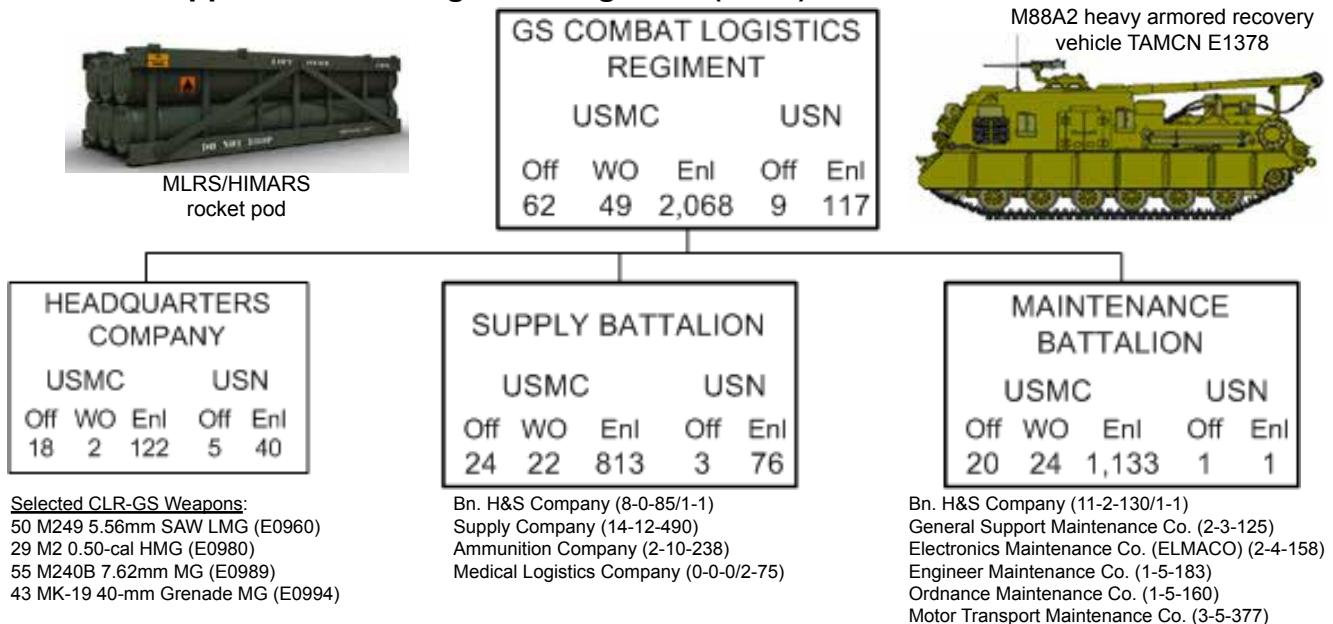 MLRS/HIMARS
rocket pod
GS COMBAT LOGISTICS
REGIMENT
USMC USN
Off WO Enl Off Enl
62 49 2,068 9 117
M88A2 heavy armored recovery
vehicle TAMCN E1378
HEADQUARTERS
COMPANY
USMC USN
Off WO Enl Off Enl
18 2 122 5 40
Selected CLR-GS Weapons:
50 M249 5.56mm SAW LMG (E0960)
29 M2 0.50-cal HMG (E0980)
55 M240B 7.62mm MG (E0989)
43 MK-19 40-mm Grenade MG (E0994)
SUPPLY BATTALION
USMC USN
Off WO Enl Off Enl
24 22 813 3 76
Bn. H&S Company (8-0-85/1-1)
Supply Company (14-12-490)
Ammunition Company (2-10-238)
Medical Logistics Company (0-0-0/2-75)
MAINTENANCE
BATTALION
USMC USN
Off WO Enl Off Enl
20 24 1,133 1 1
Bn. H&S Company (11-2-130/1-1)
General Support Maintenance Co. (2-3-125)
Electronics Maintenance Co. (ELMACO) (2-4-158)
Engineer Maintenance Co. (1-5-183)
Ordnance Maintenance Co. (1-5-160)
Motor Transport Maintenance Co. (3-5-377)